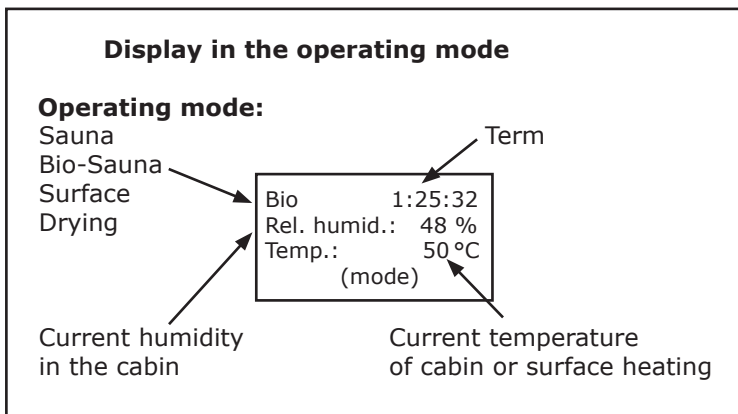 Display in the operating mode
Operating mode:
Sauna
Term
Bio-Sauna
Surface
Drying
Bio 1:25:32
Rel. humid.: 48 %
Temp.: 50 °C
(mode)
Current humidity
in the cabin
Current temperature
of cabin or surface heating